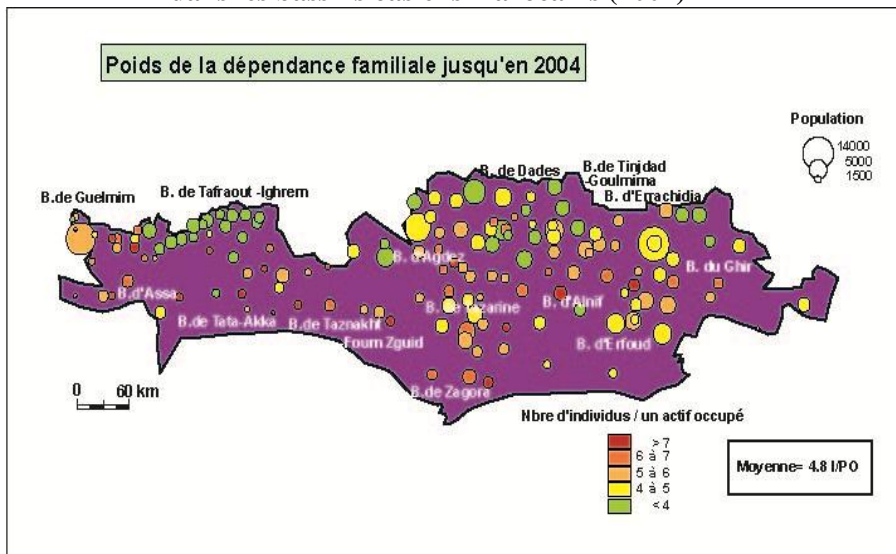 Poids de la dépendance familiale jusqu'en 2004
Population
14000
5000
1500
B.de Guelmim
B. de Tafraout -Ighrem
B. de Dades
B.de Tinjdad
-Goulmima
B. d'Errachidia
B. d'Agdez
B. du Ghir
B.d'Assa
B. de Tazarine
B. d'Alnif
B.de Tata-Akka
B.de Taznakht
Foum Zguid
B. d'Erfoud
B.de Zagora
0 60 km
Nbre d'individus / un actif occupé
> 7
6 à 7
5 à 6
4 à 5
< 4
Moyenne= 4.8 I/PO